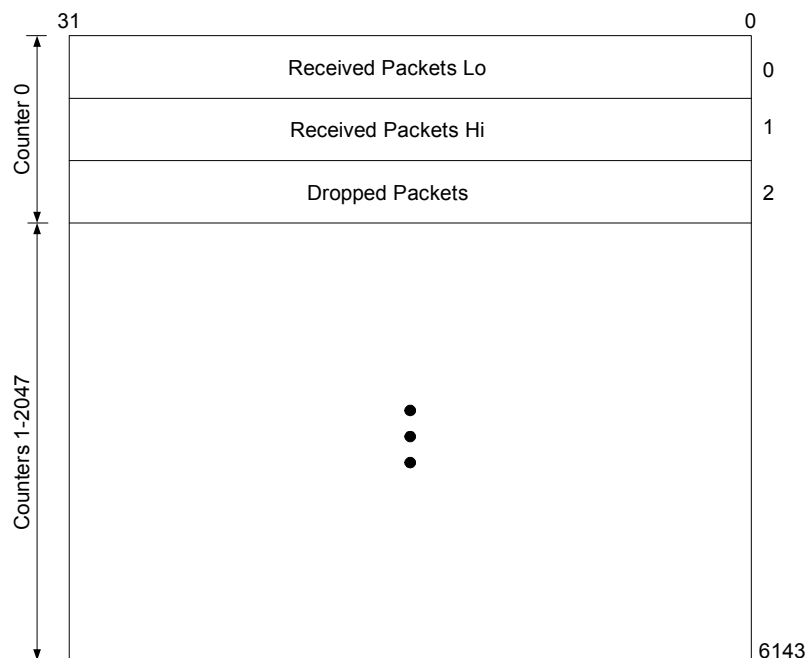 31 0
Counter 0
Received Packets Lo 0
Received Packets Hi 1
Dropped Packets 2
Counters 1-2047
6143